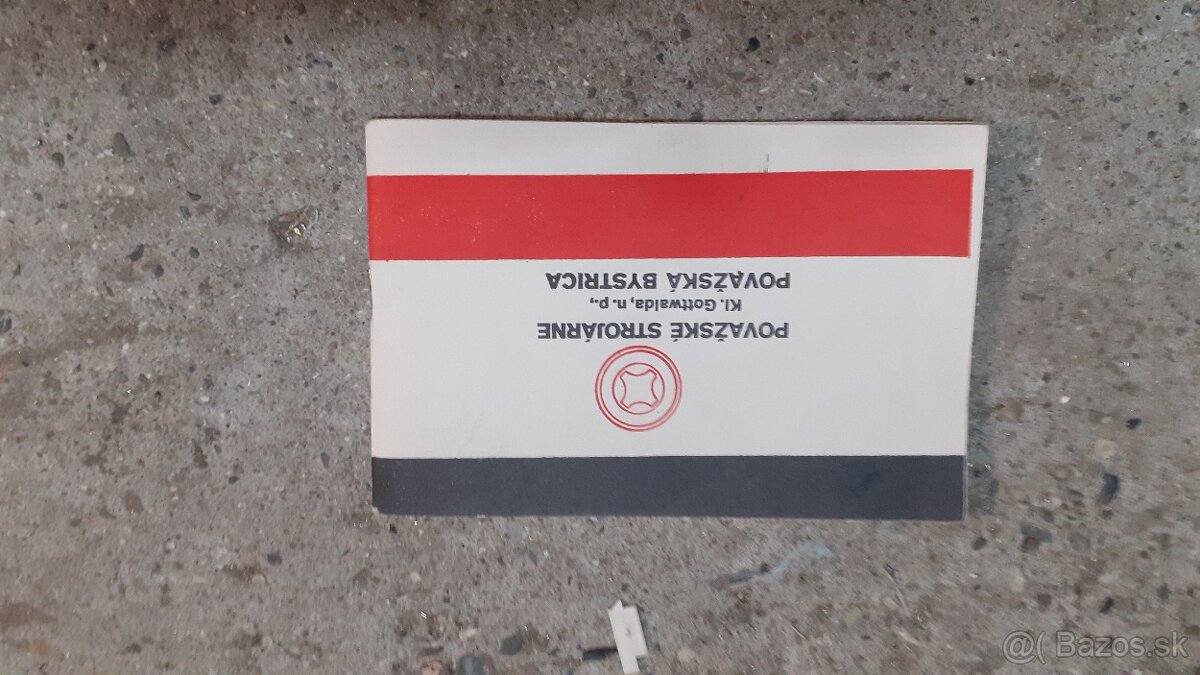 POVAŽSKÉ STROJÁRNE
Kl. Gottwalda, n. p.,
POVAŽSKÁ BYSTRICA
@( Bazos.sk